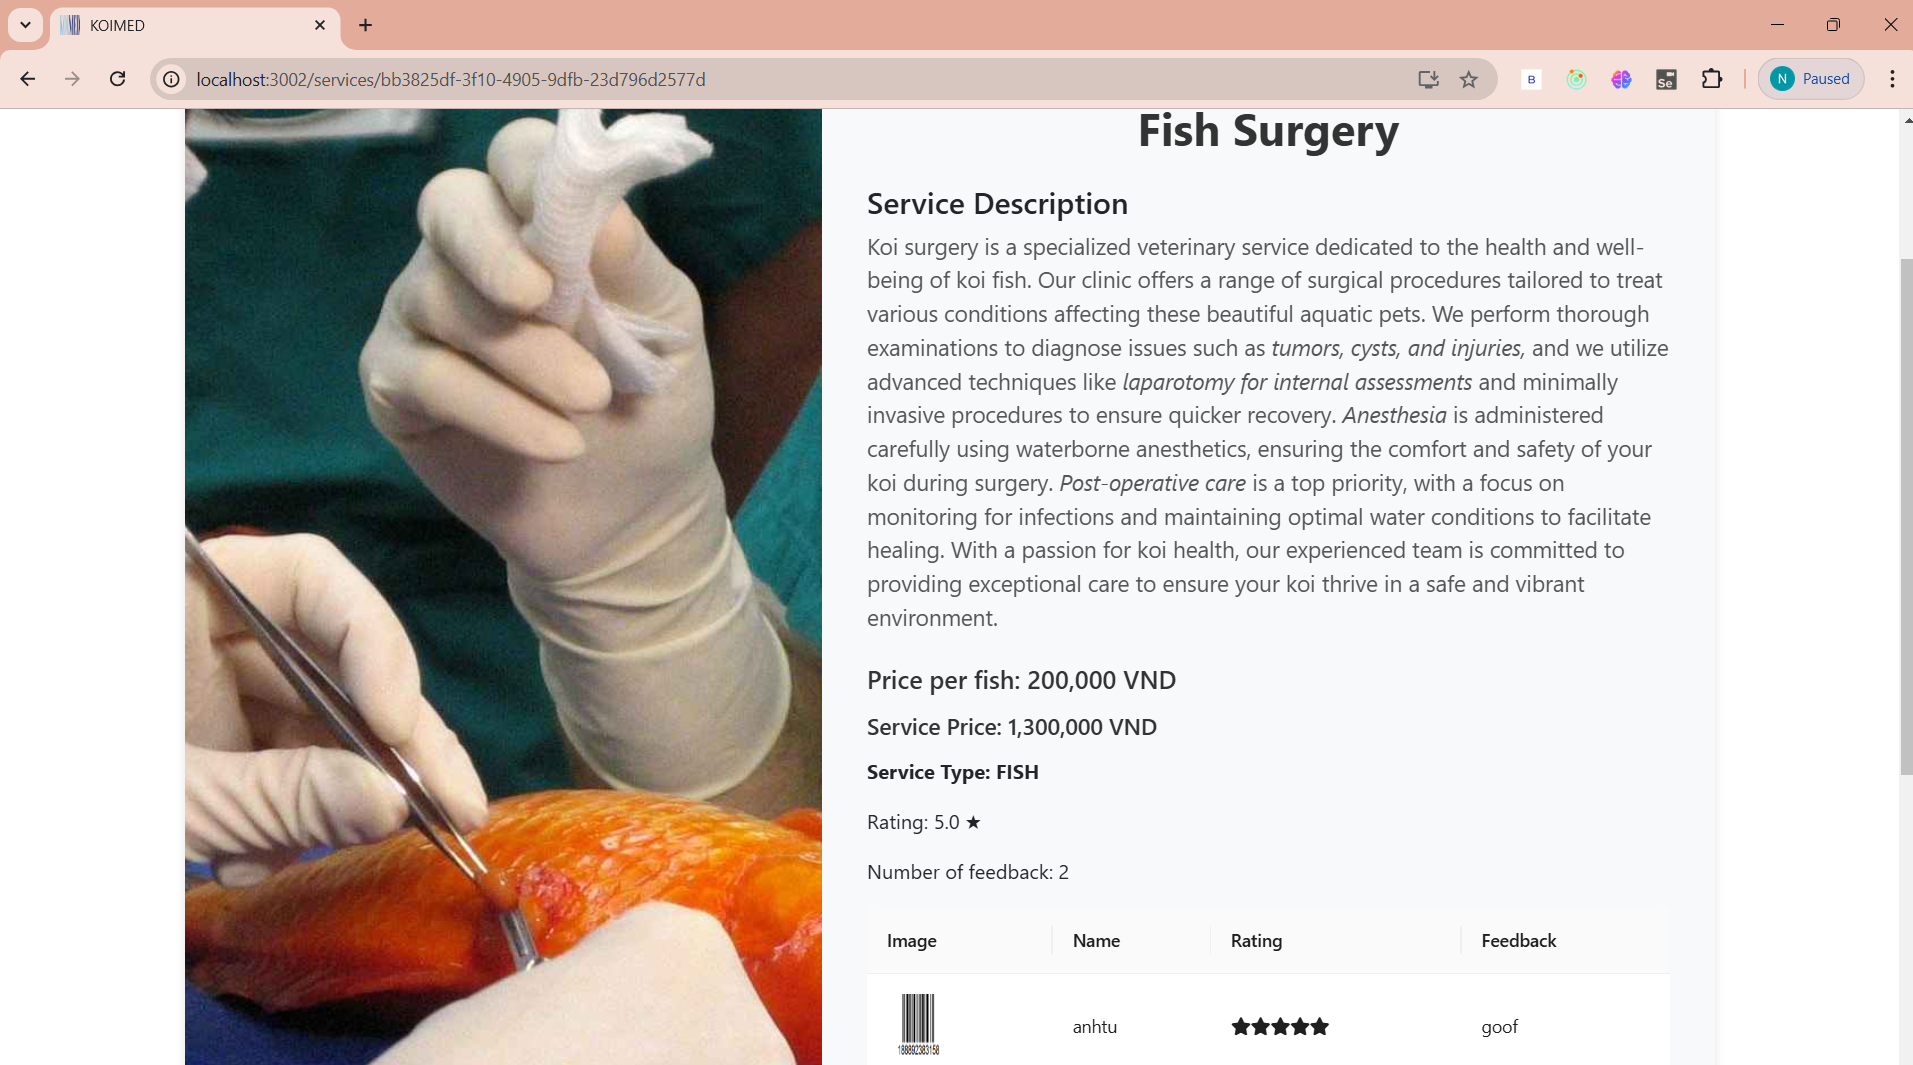 KOIMED
localhost:3002/services/bb3825df-3f10-4905-9dfb-23d796d2577d
B
Se
N Paused
Fish Surgery
Service Description
Koi surgery is a specialized veterinary service dedicated to the health and well-
being of koi fish. Our clinic offers a range of surgical procedures tailored to treat
various conditions affecting these beautiful aquatic pets. We perform thorough
examinations to diagnose issues such as tumors, cysts, and injuries, and we utilize
advanced techniques like laparotomy for internal assessments and minimally
invasive procedures to ensure quicker recovery. Anesthesia is administered
carefully using waterborne anesthetics, ensuring the comfort and safety of your
koi during surgery. Post-operative care is a top priority, with a focus on
monitoring for infections and maintaining optimal water conditions to facilitate
healing. With a passion for koi health, our experienced team is committed to
providing exceptional care to ensure your koi thrive in a safe and vibrant
environment.
Price per fish: 200,000 VND
Service Price: 1,300,000 VND
Service Type: FISH
Rating: 5.0 ★
Number of feedback: 2
Image Name Rating Feedback
anhtu ★★★★★ goof